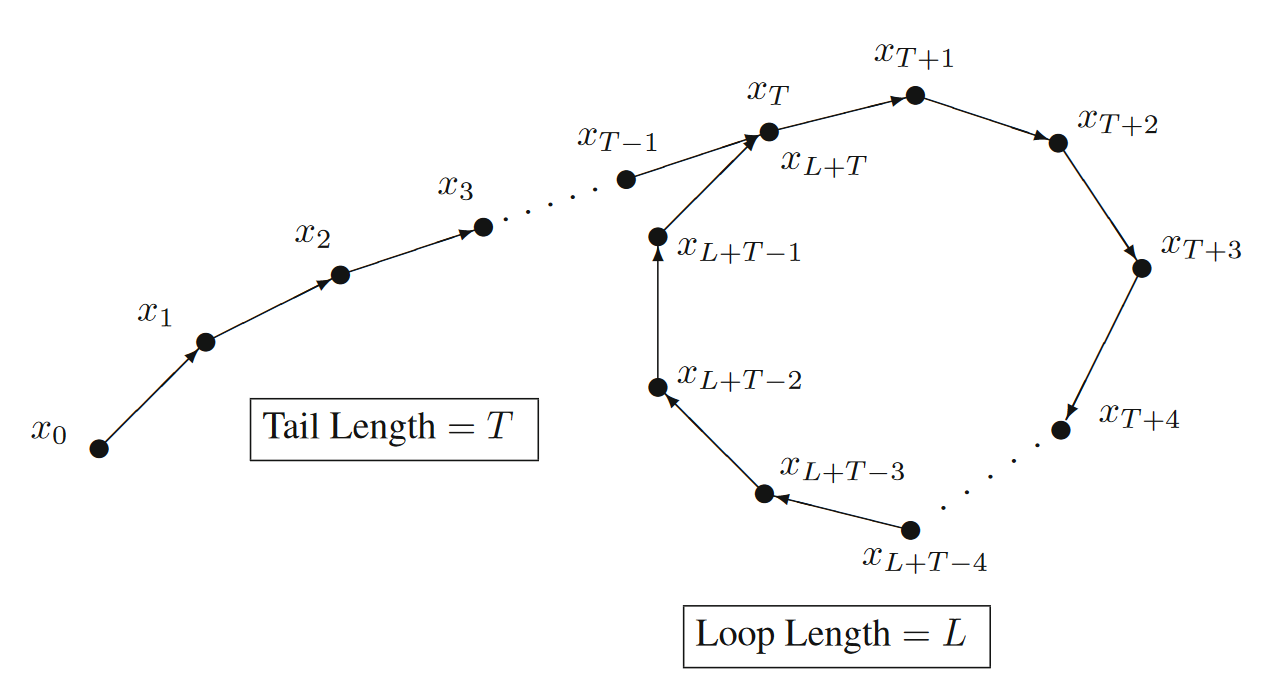 x_{T+1}
x_T
x_{T+2}
x_{T-1}
x_{L+T}
x_3
x_2
x_{L+T-1}
x_{T+3}
x_1
x_{L+T-2}
x_{T+4}
x_0
Tail Length = T
x_{L+T-3}
x_{L+T-4}
Loop Length = L